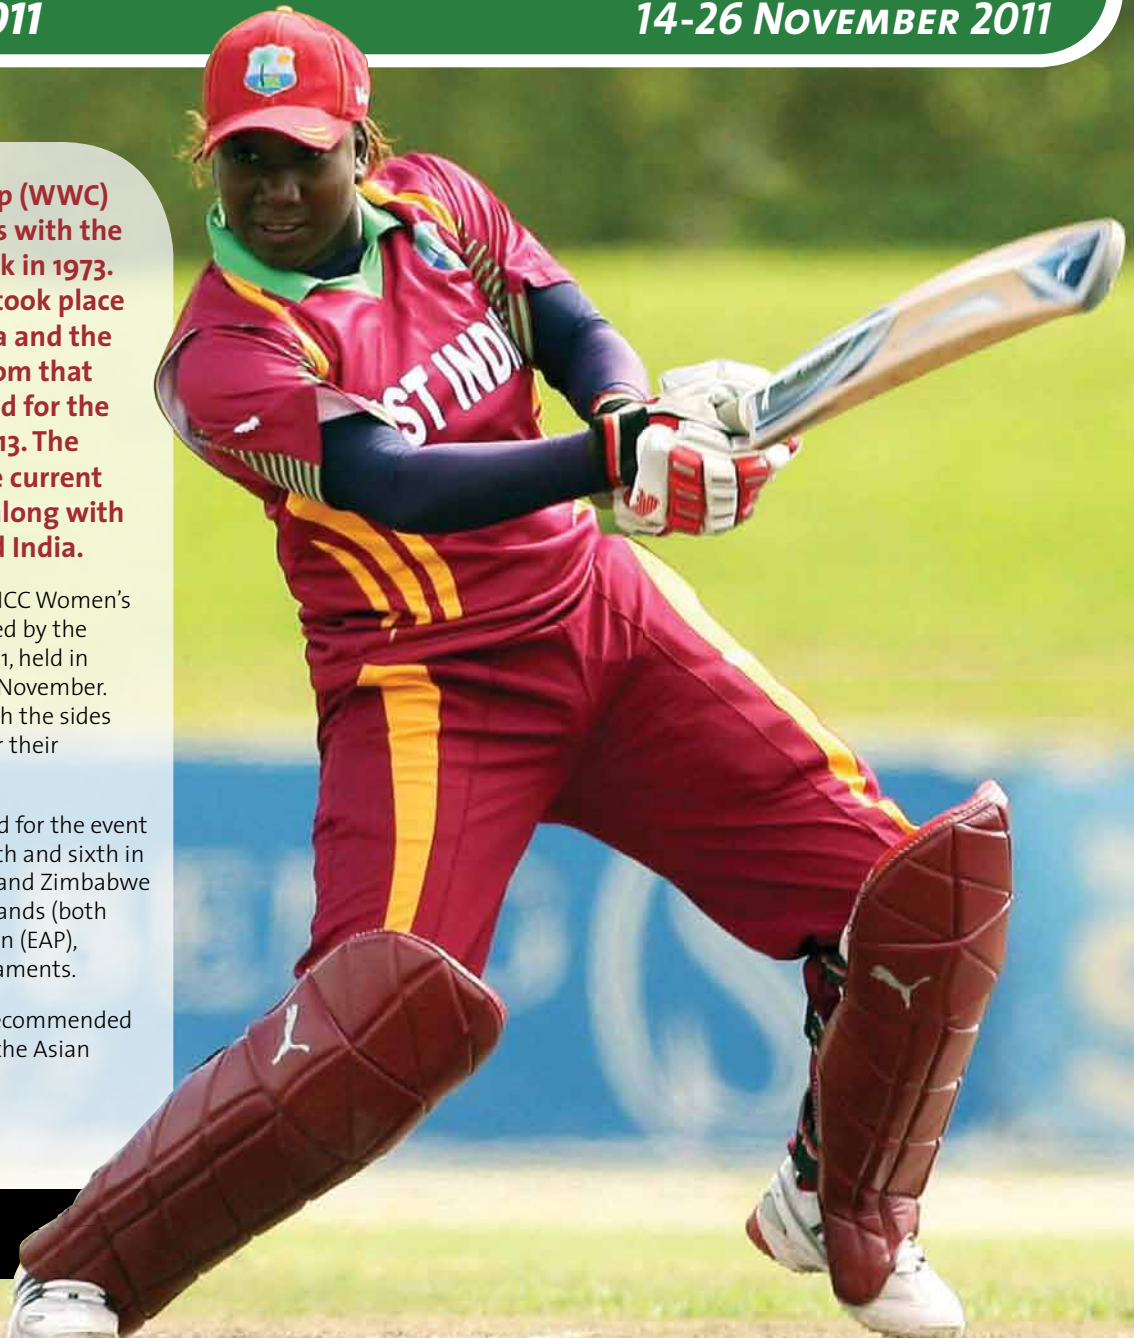 011
14-26 NOVEMBER 2011
p (WWC)
s with the
k in 1973.
took place
a and the
om that
d for the
13. The
e current
along with
d India.
ICC Women’s
ed by the
1, held in
November.
h the sides
r their
d for the event
th and sixth in
and Zimbabwe
ands (both
n (EAP),
aments.
ecommended
the Asian
ST INDI